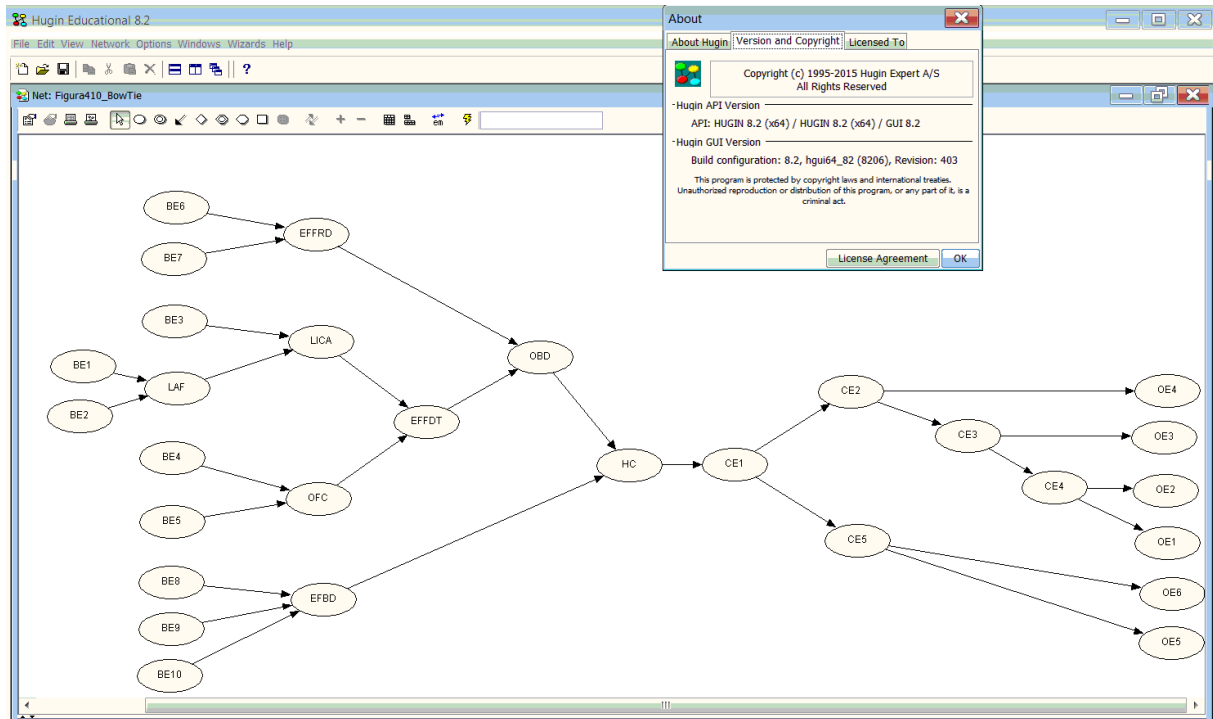 Hugin Educational 8.2
File Edit View Network Options Windows Wizards Help
Net: Figura410_BowTie
About
About Hugin Version and Copyright Licensed To
Copyright (c) 1995-2015 Hugin Expert A/S
All Rights Reserved
Hugin API Version
API: HUGIN 8.2 (x64) / HUGIN 8.2 (x64) / GUI 8.2
Hugin GUI Version
Build configuration: 8.2, hgui64_82 (8206), Revision: 403
This program is protected by copyright laws and international treaties.
Unauthorized reproduction or distribution of this program, or any part of it, is a
criminal act.
License Agreement OK
BE6
EFFRD
BE7
BE3
LICA
BE1
LAF
BE2
OBD
EFFDT
BE4
OFC
BE5
HC
BE8
EFBD
BE9
BE10
CE1
CE2
OE4
CE3
OE3
CE4
OE2
OE1
CE5
OE6
OE5